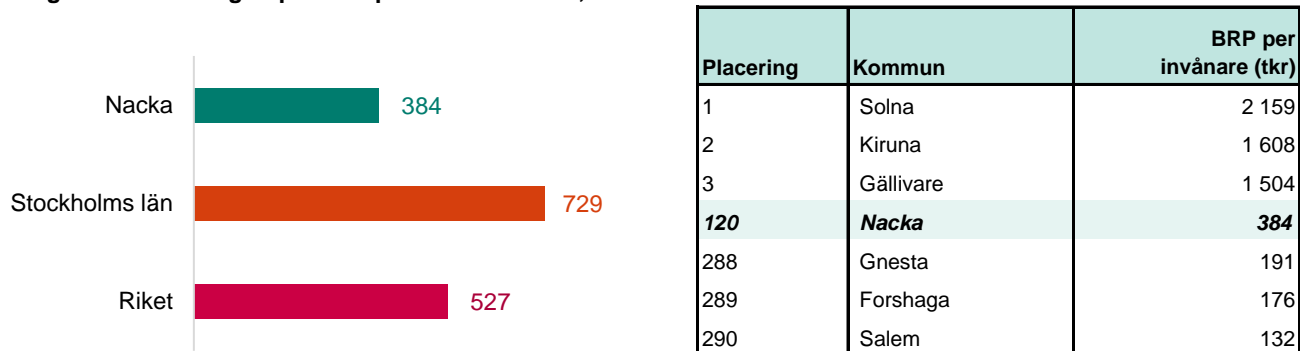 Nacka 384
Stockholms län 729
Riket 527
Placering Kommun BRP per invånare (tkr)
1 Solna 2 159
2 Kiruna 1 608
3 Gällivare 1 504
120 Nacka 384
288 Gnesta 191
289 Forshaga 176
290 Salem 132